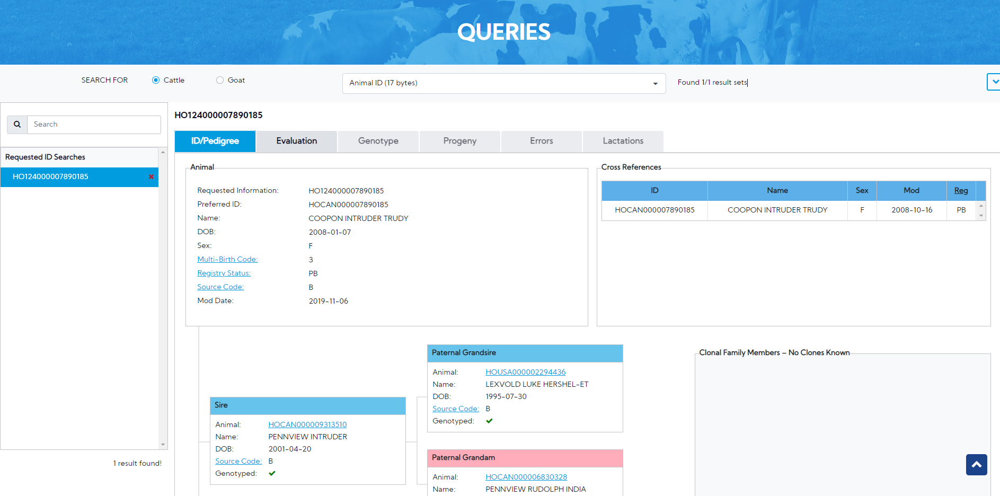 QUERIES
SEARCH FOR Cattle Goat Animal ID (17 bytes) Found 1/1 result sets
Search
Requested ID Searches
HO124000007890185
1 result found!
HO124000007890185
ID/Pedigree Evaluation Genotype Progeny Errors Lactations
Animal
Requested Information: HO124000007890185
Preferred ID: HOCAN000007890185
Name: COOPON INTRUDER TRUDY
DOB: 2008-01-07
Sex: F
Multi-Birth Code: 3
Registry Status: PB
Source Code: B
Mod Date: 2019-11-06
Cross References
ID Name Sex Mod Reg
HOCAN000007890185 COOPON INTRUDER TRUDY F 2008-10-16 PB
Sire
Animal: HOCAN000009313510
Name: PENNVIEW INTRUDER
DOB: 2001-04-20
Source Code: B
Genotyped:
Paternal Grandsire
Animal: HOUSA000002294436
Name: LEXVOLD LUKE HERSHEL-ET
DOB: 1995-07-30
Source Code: B
Genotyped:
Paternal Grandam
Animal: HOCAN000006830328
Name: PENNVIEW RUDOLPH INDIA
Clonal Family Members – No Clones Known